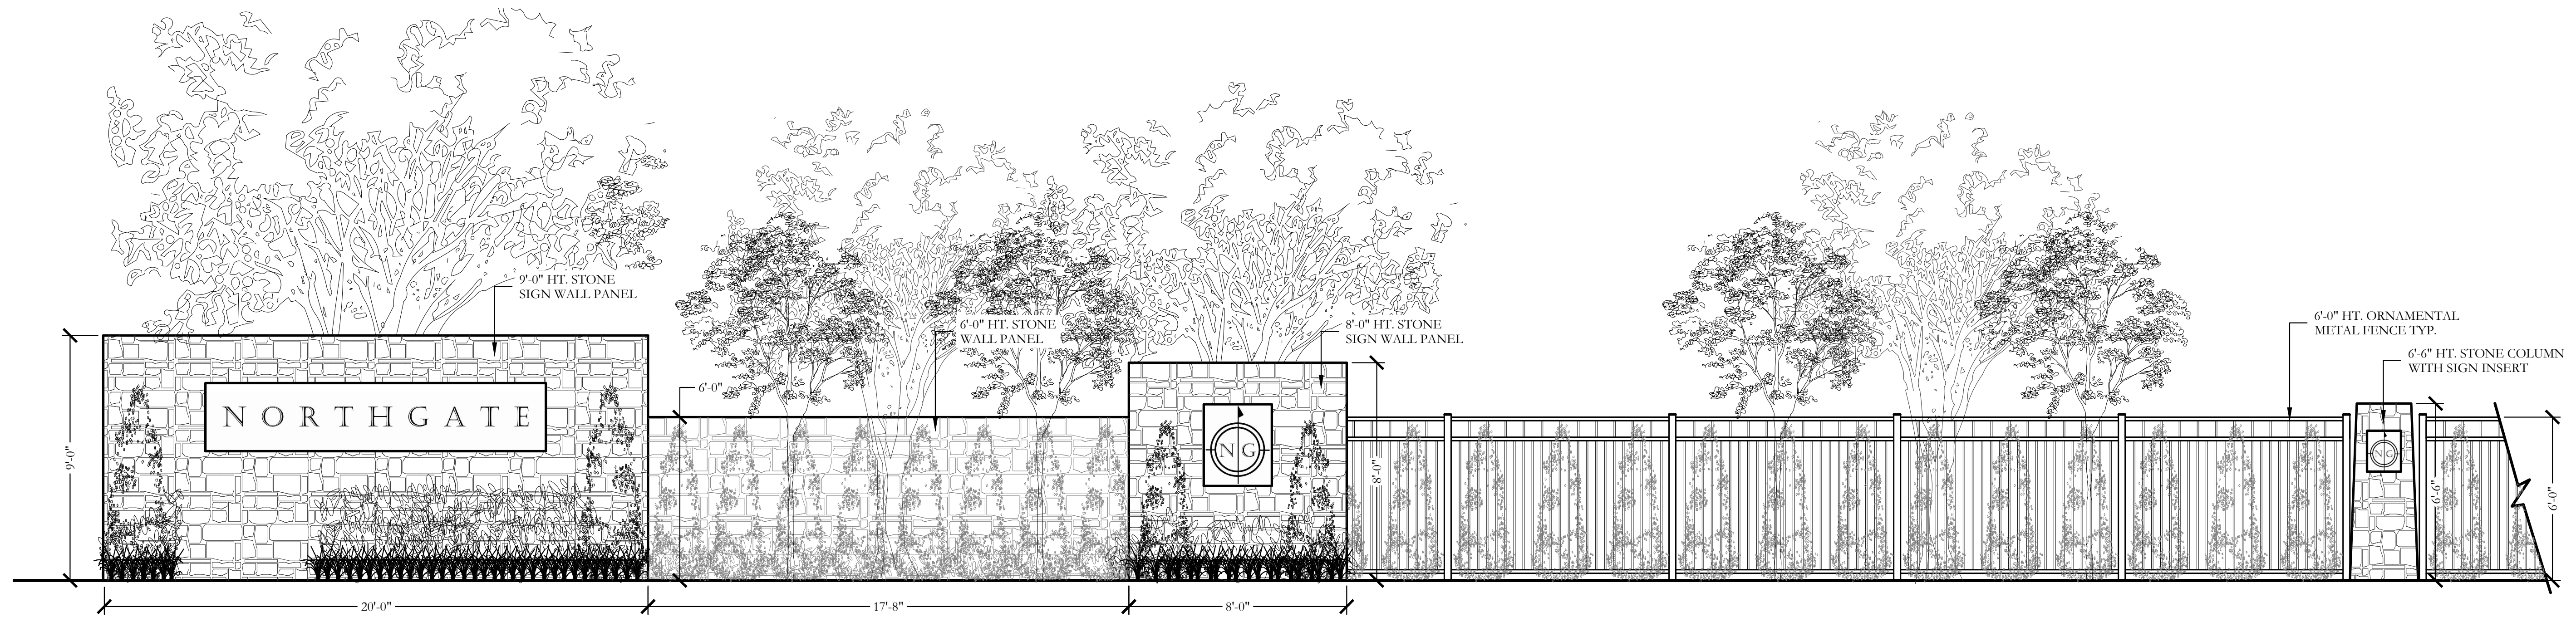 9'-0" HT. STONE
SIGN WALL PANEL
6'-0" HT. STONE
WALL PANEL
8'-0" HT. STONE
SIGN WALL PANEL
6'-0" HT. ORNAMENTAL
METAL FENCE TYP.
6'-6" HT. STONE COLUMN
WITH SIGN INSERT
6'-0"
NORTHGATE
NG
NG
9'-0"
8'-0"
6'-6"
6'-0"
20'-0"
17'-8"
8'-0"